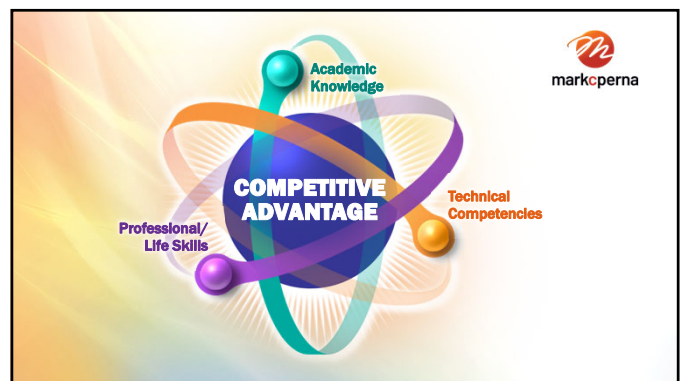 Academic
Knowledge
markcperna
COMPETITIVE
ADVANTAGE
Technical
Competencies
Professional/
Life Skills